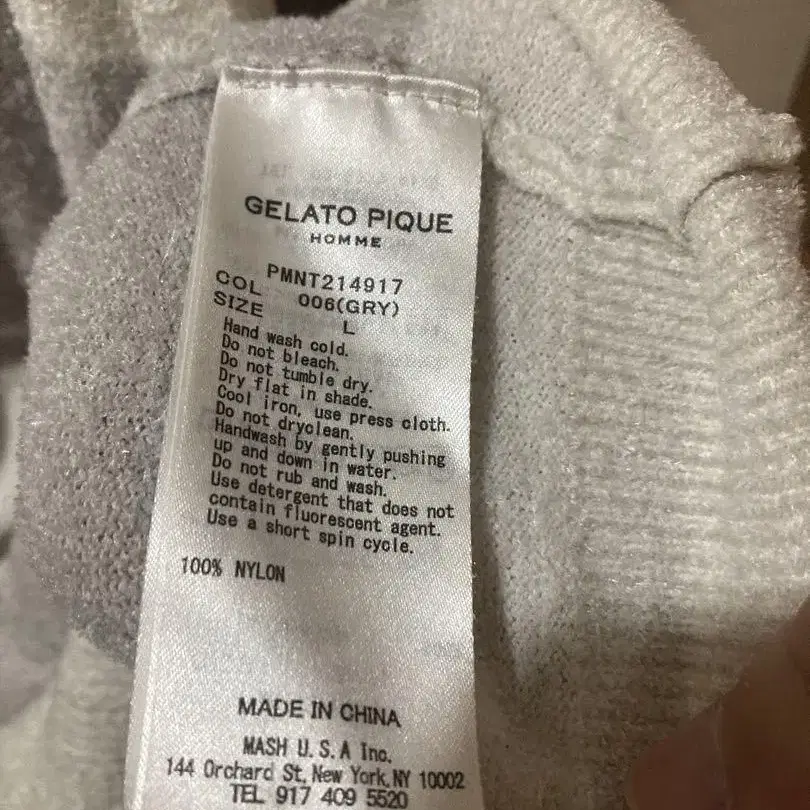 GELATO PIQUE
HOMME
PMNT214917
COL 006(GRY)
SIZE L
Hand wash cold.
Do not bleach.
Do not tumble dry.
Dry flat in shade.
Cool iron, use press cloth.
Do not dryclean.
Handwash by gently pushing
up and down in water.
Do not rub and wash.
Use detergent that does not
contain fluorescent agent.
Use a short spin cycle.
100% NYLON
MADE IN CHINA
MASH U.S.A Inc.
144 Orchard St, New York, NY 10002
TEL 917 409 5520